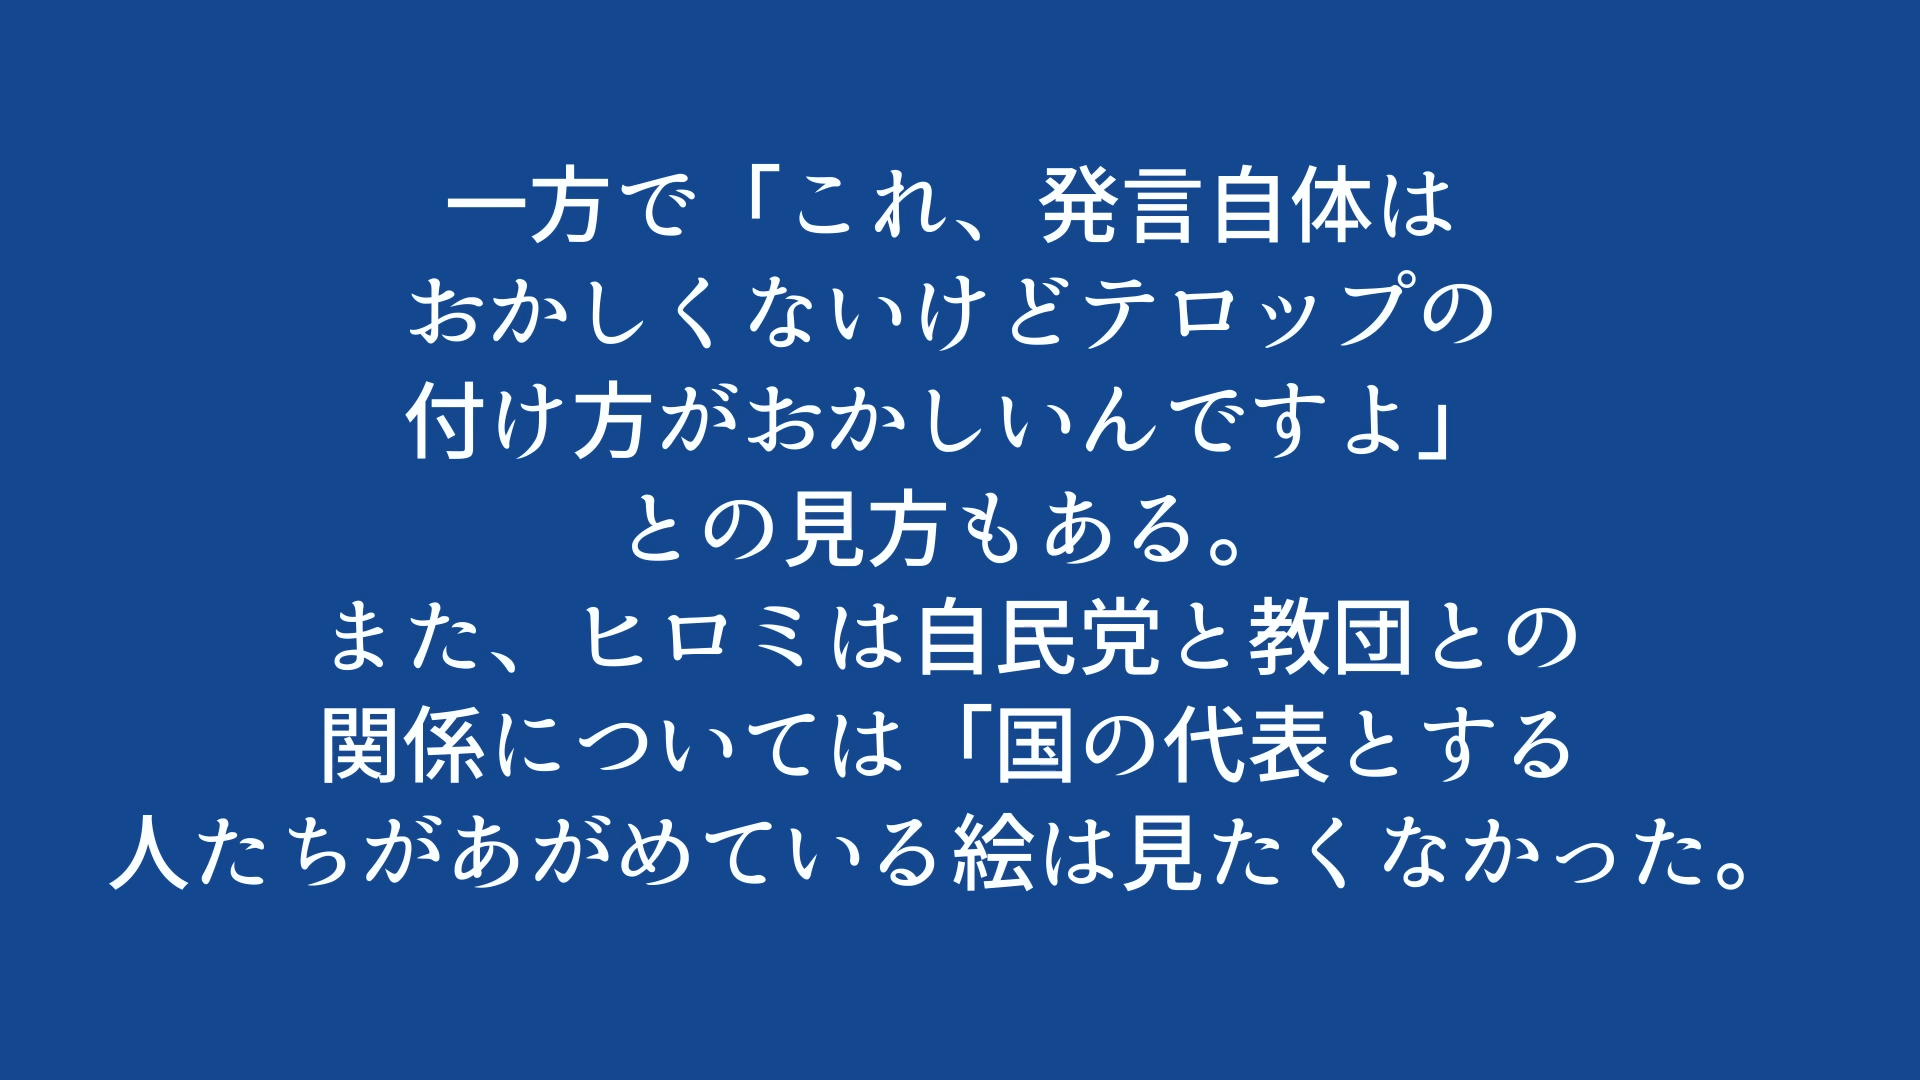 一方で「これ、発言自体は
おかしくないけどテロップの
付け方がおかしいんですよ」
との見方もある。
また、ヒロミは自民党と教団との
関係については「国の代表とする
人たちがあがめている絵は見たくなかった。